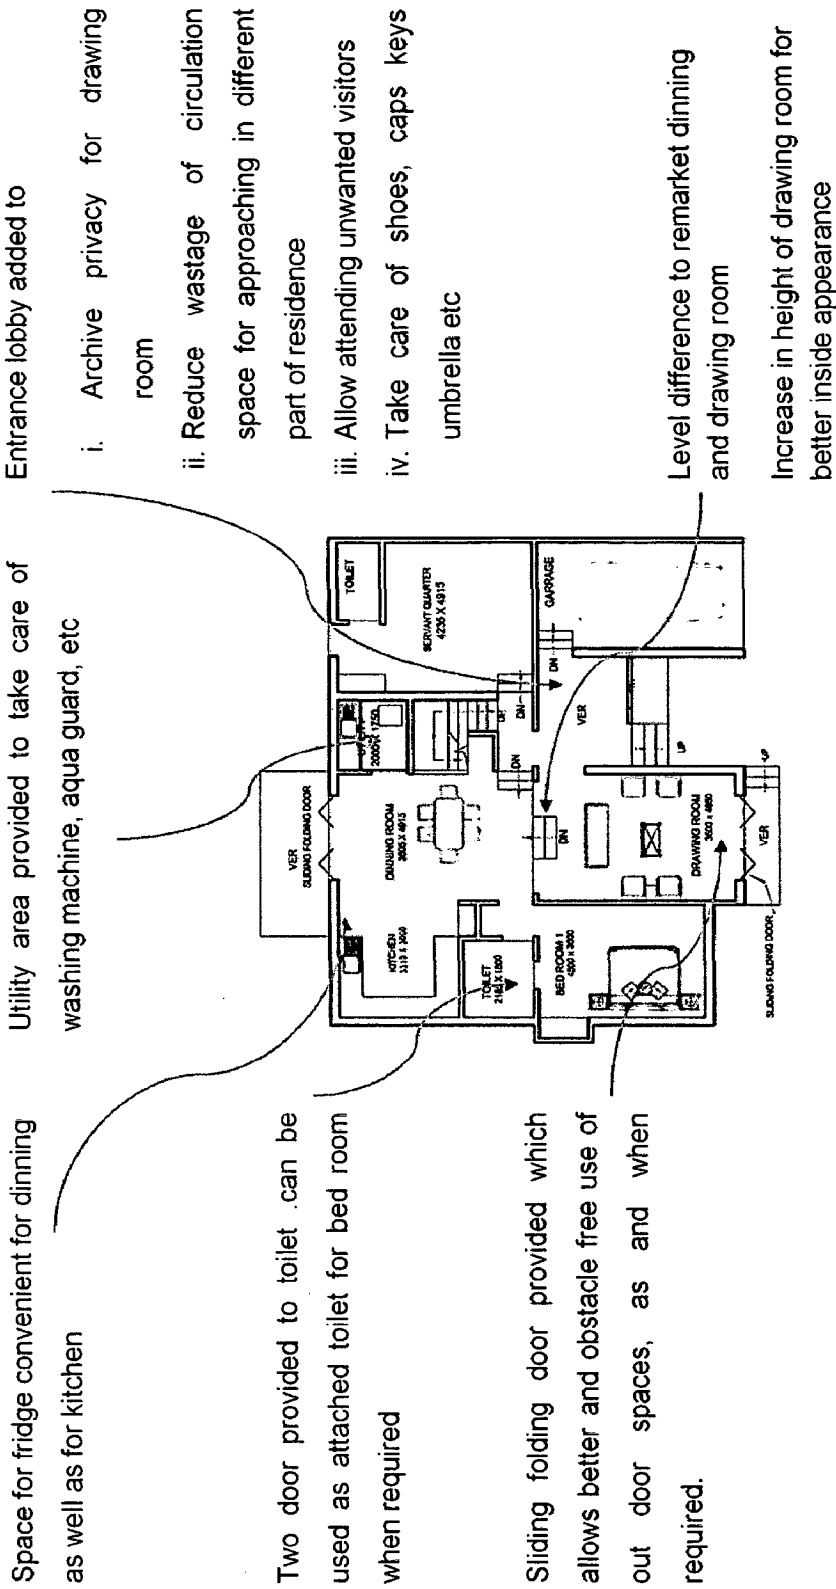 Space for fridge convenient for dinning
as well as for kitchen
Utility area provided to take care of
washing machine, aqua guard, etc
Entrance lobby added to
i. Archive privacy for drawing
room
ii. Reduce wastage of circulation
space for approaching in different
part of residence
iii. Allow attending unwanted visitors
iv. Take care of shoes, caps keys
umbrella etc
Two door provided to toilet .can be
used as attached toilet for bed room
when required
Sliding folding door provided which
allows better and obstacle free use of
out door spaces, as and when
required.
Level difference to remark­et dinning
and drawing room
Increase in height of drawing room for
better inside appearance
VER
SLIDING FOLDING DOOR
TOILET
KITCHEN
DINNING ROOM
3605 X 4915
SERVANT QUARTER
4235 X 4915
TOILET
UP
DN
DN
BED ROOM 1
DN
VER
DN
GARRAGE
UP
DRAWING ROOM
VER
UP
SLIDING FOLDING DOOR